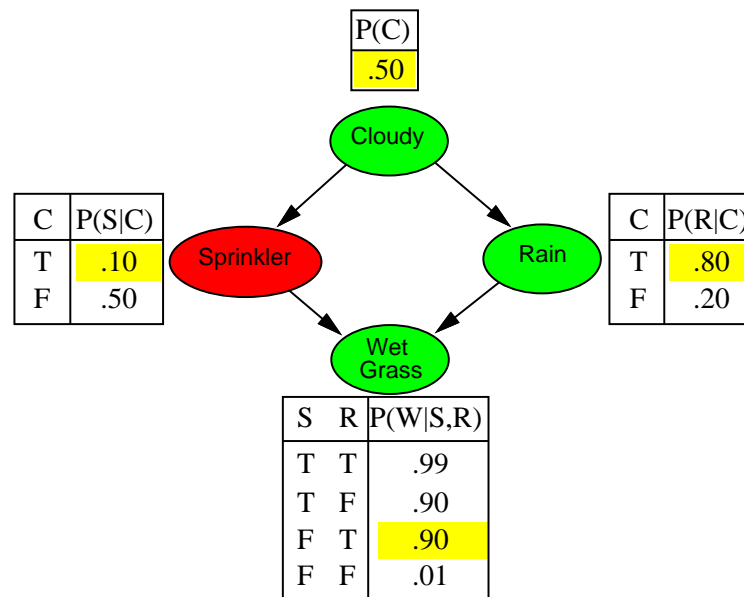 P(C)
.50
Cloudy
C P(S|C)
T .10
F .50
Sprinkler
Rain
C P(R|C)
T .80
F .20
Wet
Grass
S R P(W|S,R)
T T .99
T F .90
F T .90
F F .01